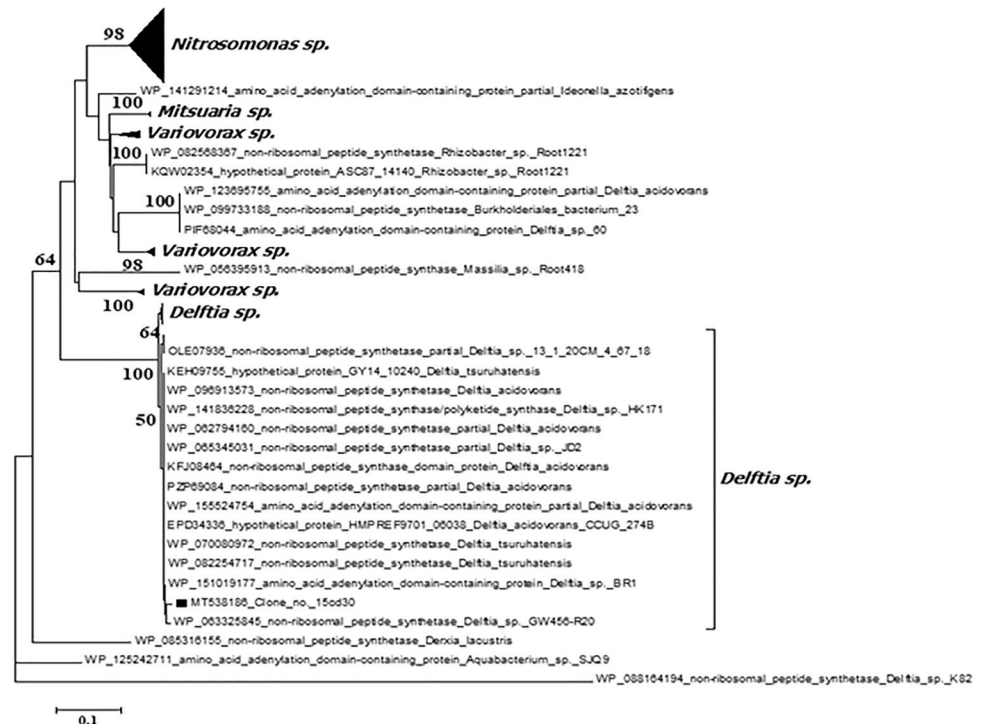 98
Nitrosomonas sp.
WP_141291214_amino_acid_adenylation_domain-containing_protein_partial_Ideonella_azotifigens
100
Mitsuaria sp.
Variovorax sp.
100
WP_082568367_non-ribosomal_peptide_synthetase_Rhizobacter_sp._Root1221
KQW02354_hypothetical_protein_ASC87_14140_Rhizobacter_sp._Root1221
WP_123695755_amino_acid_adenylation_domain-containing_protein_partial_Delftia_acidovorans
100
WP_099733188_non-ribosomal_peptide_synthetase_Burkholderiales_bacterium_23
PIF68044_amino_acid_adenylation_domain-containing_protein_Delftia_sp._60
Variovorax sp.
64
98
WP_056395913_non-ribosomal_peptide_synthase_Massilia_sp._Root418
Variovorax sp.
100
Delftia sp.
64
OLE07936_non-ribosomal_peptide_synthetase_partial_Delftia_sp._13_1_20CM_4_67_18
100
KEH09755_hypothetical_protein_GY14_10240_Delftia_tsuruhatensis
WP_096913573_non-ribosomal_peptide_synthetase_Delftia_acidovorans
WP_141836228_non-ribosomal_peptide_synthase/polyketide_synthase_Delftia_sp._HK171
50
WP_062794160_non-ribosomal_peptide_synthetase_partial_Delftia_acidovorans
WP_065345031_non-ribosomal_peptide_synthetase_partial_Delftia_sp._JD2
KFJ08464_non-ribosomal_peptide_synthase_domain_protein_Delftia_acidovorans
PZP69084_non-ribosomal_peptide_synthetase_partial_Delftia_acidovorans
Delftia sp.
WP_155524754_amino_acid_adenylation_domain-containing_protein_partial_Delftia_acidovorans
EPD34336_hypothetical_protein_HMPREF9701_06038_Delftia_acidovorans_CCUG_274B
WP_070080972_non-ribosomal_peptide_synthetase_Delftia_tsuruhatensis
WP_082254717_non-ribosomal_peptide_synthetase_Delftia_tsuruhatensis
WP_151019177_amino_acid_adenylation_domain-containing_protein_Delftia_sp._BR1
MT538186_Clone_no._15cd30
WP_063325845_non-ribosomal_peptide_synthetase_Delftia_sp._GW456-R20
WP_085316155_non-ribosomal_peptide_synthetase_Derxia_lacustris
WP_125242711_amino_acid_adenylation_domain-containing_protein_Aquabacterium_sp._SJQ9
WP_088164194_non-ribosomal_peptide_synthetase_Delftia_sp._K82
0.1